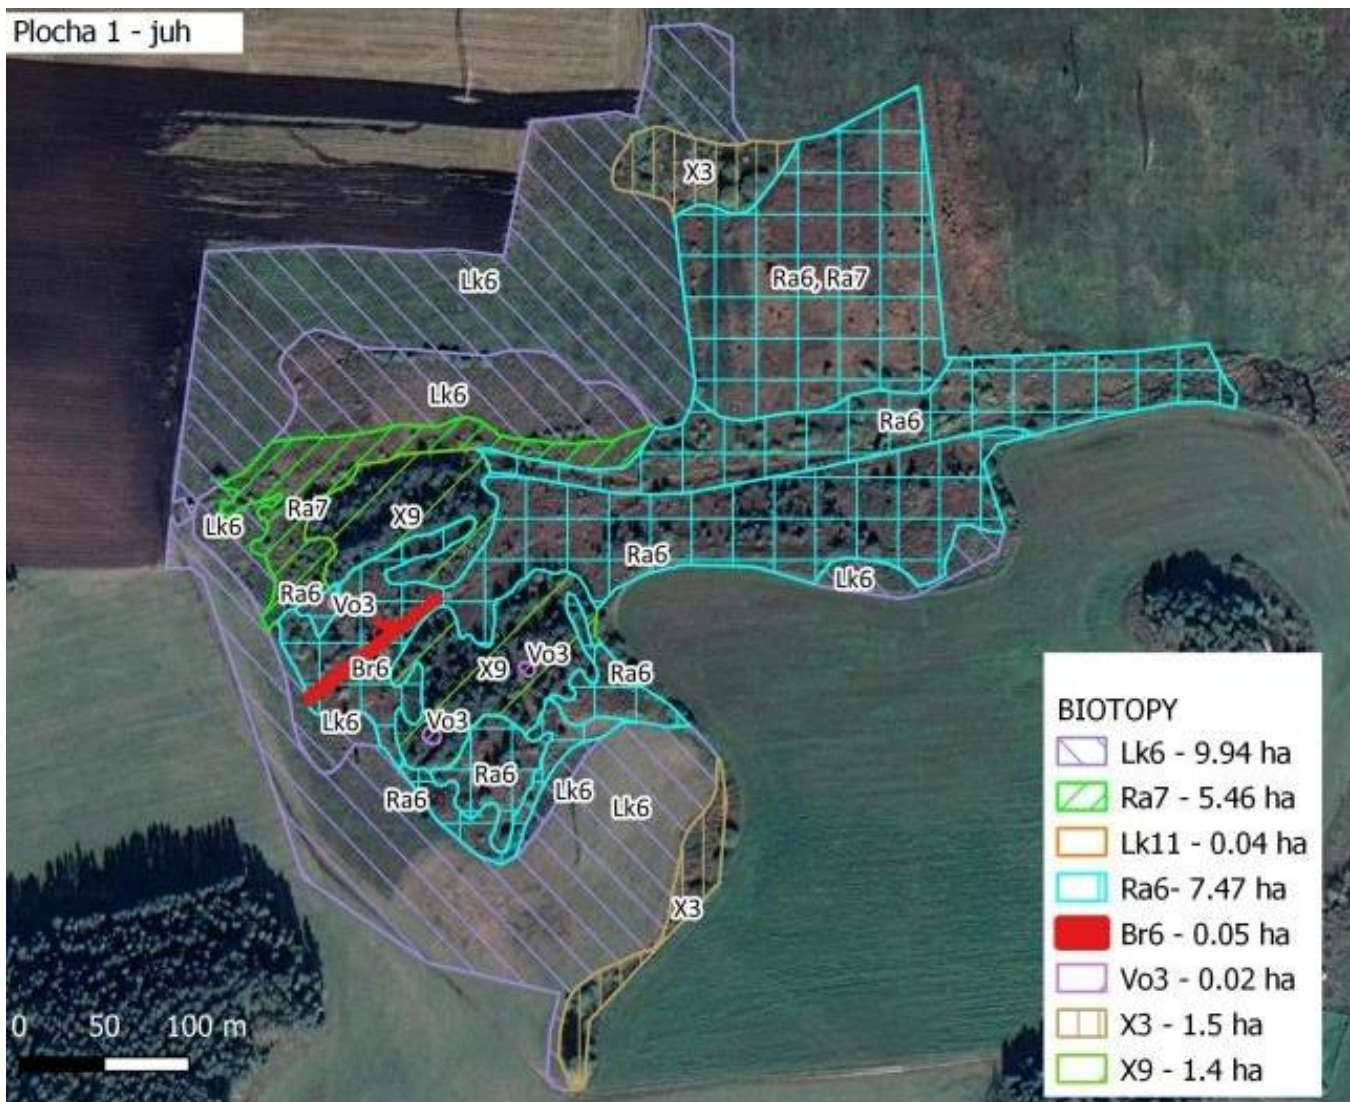 Plocha 1 - juh
X3
Ra6, Ra7
Lk6
Lk6
Ra6
Ra7
X9
Lk6
Ra6
Lk6
Ra6
Vo3
Br6
X9
Vo3
Ra6
Lk6
Vo3
Ra6
Ra6
Lk6
Lk6
X3
BIOTOPY
Lk6 - 9.94 ha
Ra7 - 5.46 ha
Lk11 - 0.04 ha
Ra6- 7.47 ha
Br6 - 0.05 ha
Vo3 - 0.02 ha
X3 - 1.5 ha
X9 - 1.4 ha
0 50 100 m